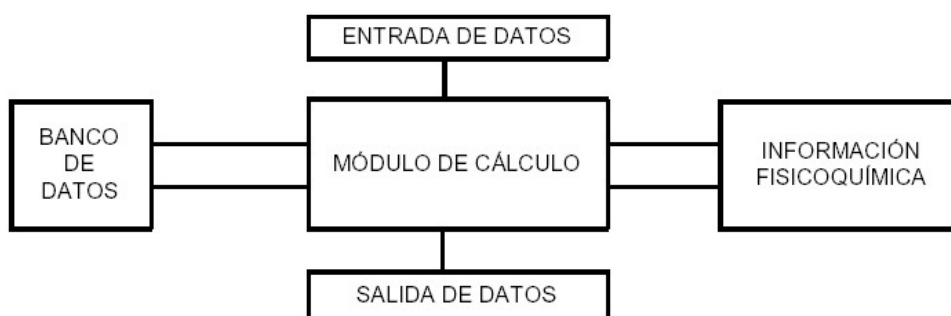 ENTRADA DE DATOS
BANCO
DE
DATOS
MÓDULO DE CÁLCULO
INFORMACIÓN
FISICOQUÍMICA
SALIDA DE DATOS